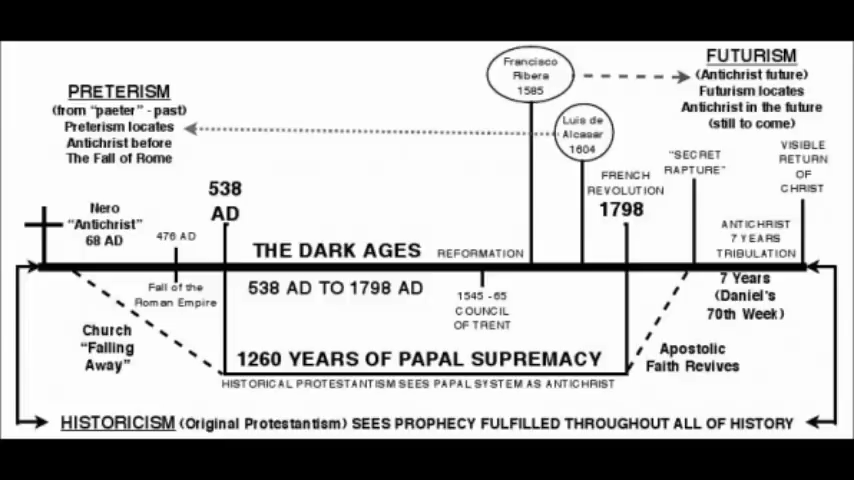 PRETERISM
(from "paeter" - past)
Preterism locates
Antichrist before
The Fall of Rome
Francisco
Ribera
1585
Luis de
Alcasar
1604
FUTURISM
(Antichrist future)
Futurism locates
Antichrist in the future
(still to come)
Nero
"Antichrist"
68 AD
476 AD
538
AD
FRENCH
REVOLUTION
1798
"SECRET
RAPTURE"
VISIBLE
RETURN
OF
CHRIST
THE DARK AGES
REFORMATION
ANTICHRIST
7 YEARS
TRIBULATION
Fall of the
Roman Empire
538 AD TO 1798 AD
1545 -65
COUNCIL
OF TRENT
7 Years
(Daniel's
70th Week)
Church
"Falling
Away"
1260 YEARS OF PAPAL SUPREMACY
HISTORICAL PROTESTANTISM SEES PAPAL SYSTEM AS ANTICHRIST
Apostolic
Faith Revives
HISTORICISM (Original Protestantism) SEES PROPHECY FULFILLED THROUGHOUT ALL OF HISTORY